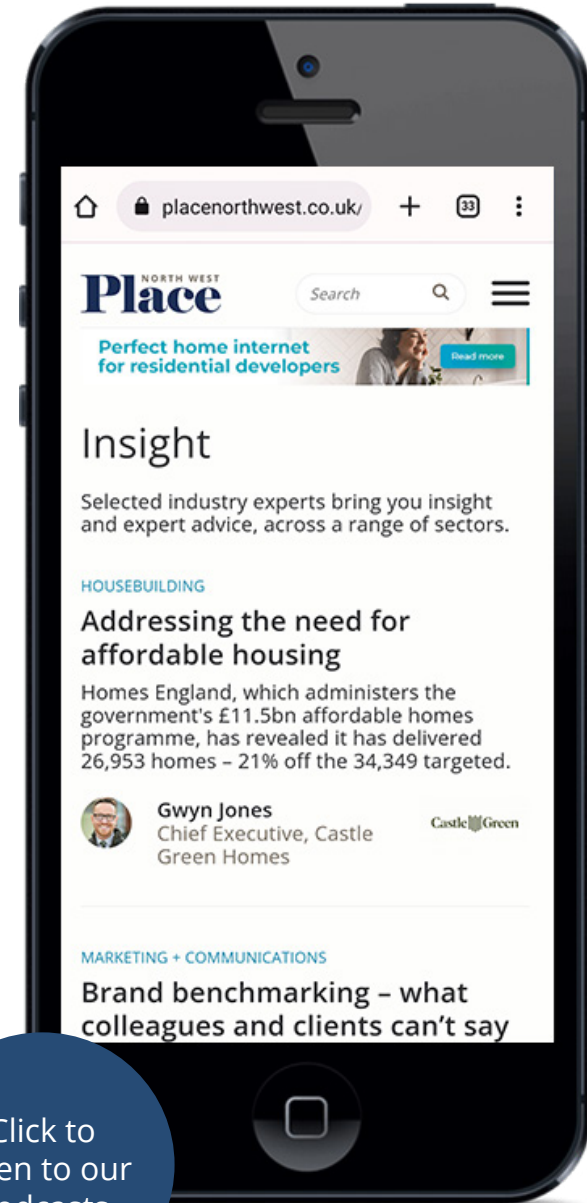 placenorthwest.co.uk/
33
NORTH WEST
Place
Search
Perfect home internet
for residential developers
Read more
Insight
Selected industry experts bring you insight
and expert advice, across a range of sectors.
HOUSEBUILDING
Addressing the need for
affordable housing
Homes England, which administers the
government's £11.5bn affordable homes
programme, has revealed it has delivered
26,953 homes – 21% off the 34,349 targeted.
Gwyn Jones
Chief Executive, Castle
Green Homes
Castle Green
MARKETING + COMMUNICATIONS
Brand benchmarking – what
colleagues and clients can't say
Click to
en to our